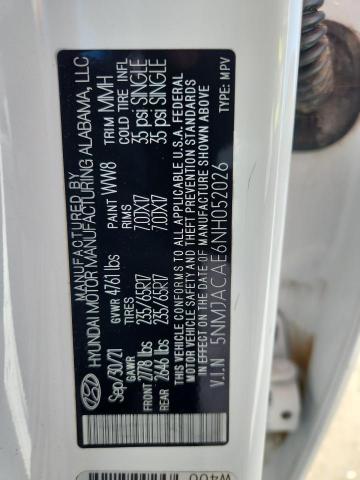 MANUFACTURED BY
HYUNDAI MOTOR MANUFACTURING ALABAMA, LLC
Sep/30/21 GVWR 4761 lbs PAINT WW8 TRIM MMH
GAWR TIRES RIMS COLD TIRE INFL
FRONT 2778 lbs 235/65R17 7.0JX17 35 psi SINGLE
REAR 2646 lbs 235/65R17 7.0JX17 35 psi SINGLE
THIS VEHICLE CONFORMS TO ALL APPLICABLE U.S.A. FEDERAL
MOTOR VEHICLE SAFETY STANDARDS IN EFFECT ON THE
DATE OF MANUFACTURE SHOWN ABOVE
V.I.N 5NMJACAE6NH052026 TYPE: MPV
W400